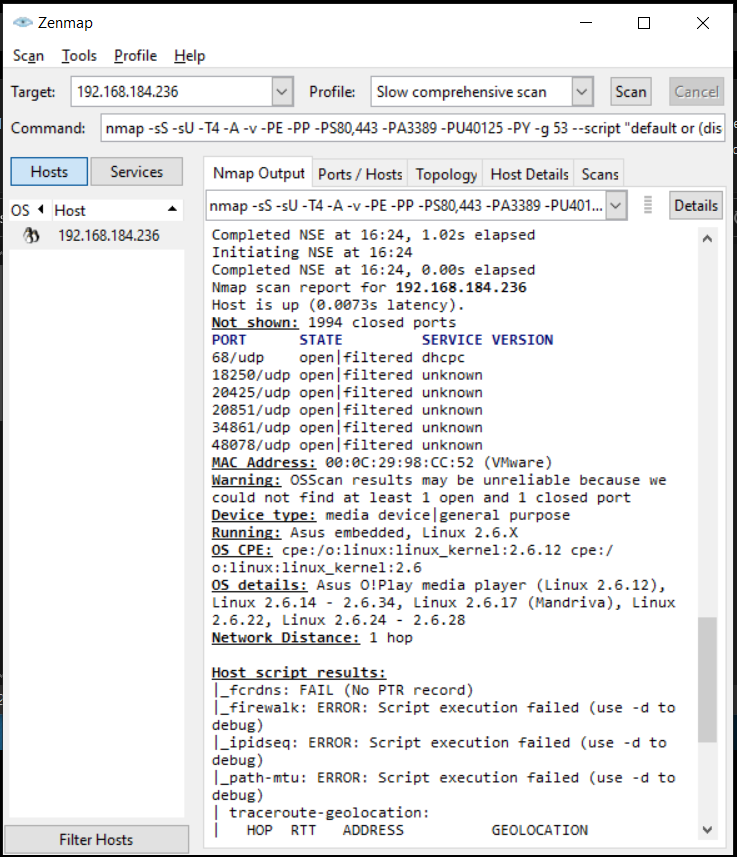 Zenmap
Scan Tools Profile Help
Target: 192.168.184.236 Profile: Slow comprehensive scan Scan Cancel
Command: nmap -sS -sU -T4 -A -v -PE -PP -PS80,443 -PA3389 -PU40125 -PY -g 53 --script "default or (dis
Hosts Services
OS Host
192.168.184.236
Filter Hosts
Nmap Output Ports / Hosts Topology Host Details Scans
nmap -sS -sU -T4 -A -v -PE -PP -PS80,443 -PA3389 -PU401... Details
Completed NSE at 16:24, 1.02s elapsed
Initiating NSE at 16:24
Completed NSE at 16:24, 0.00s elapsed
Nmap scan report for 192.168.184.236
Host is up (0.0073s latency).
Not shown: 1994 closed ports
PORT STATE SERVICE VERSION
68/udp open|filtered dhcpc
18250/udp open|filtered unknown
20425/udp open|filtered unknown
20851/udp open|filtered unknown
34861/udp open|filtered unknown
48078/udp open|filtered unknown
MAC Address: 00:0C:29:98:CC:52 (VMware)
Warning: OSScan results may be unreliable because we
could not find at least 1 open and 1 closed port
Device type: media device|general purpose
Running: Asus embedded, Linux 2.6.X
OS CPE: cpe:/o:linux:linux_kernel:2.6.12 cpe:/
o:linux:linux_kernel:2.6
OS details: Asus O!Play media player (Linux 2.6.12),
Linux 2.6.14 - 2.6.34, Linux 2.6.17 (Mandriva), Linux
2.6.22, Linux 2.6.24 - 2.6.28
Network Distance: 1 hop
Host script results:
|_fcrdns: FAIL (No PTR record)
|_firewalk: ERROR: Script execution failed (use -d to
debug)
|_ipidseq: ERROR: Script execution failed (use -d to
debug)
|_path-mtu: ERROR: Script execution failed (use -d to
debug)
| traceroute-geolocation:
| HOP RTT ADDRESS GEOLOCATION